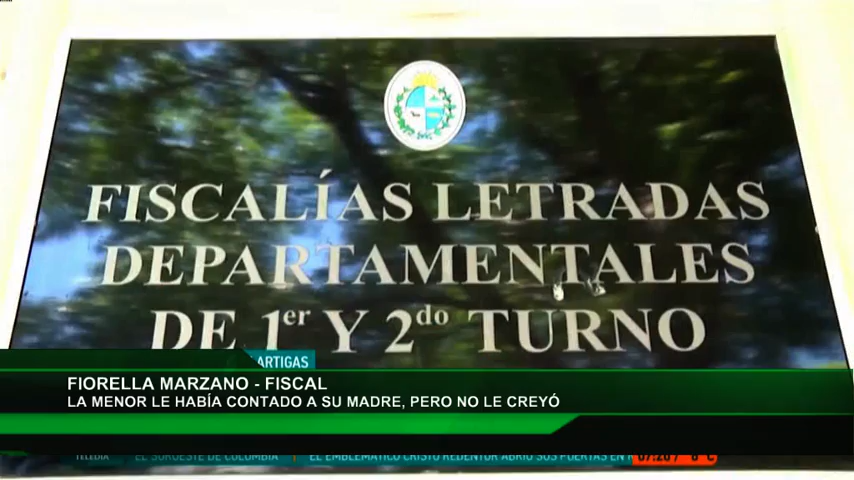 FISCALÍAS LETRADAS
DEPARTAMENTALES
DE 1er Y 2do TURNO
ARTIGAS
FIORELLA MARZANO - FISCAL
LA MENOR LE HABÍA CONTADO A SU MADRE, PERO NO LE CREYÓ
TELEDÍA EL SUROESTE DE COLOMBIA EL EMBLEMÁTICO CRISTO REDENTOR ABRIÓ SUS PUERTAS EN